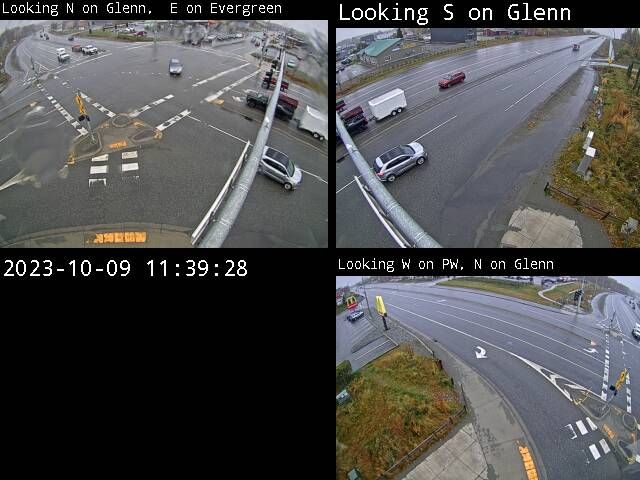 Looking N on Glenn,  E on Evergreen
Looking S on Glenn
2023-10-09 11:39:28
Looking W on PW, N on Glenn